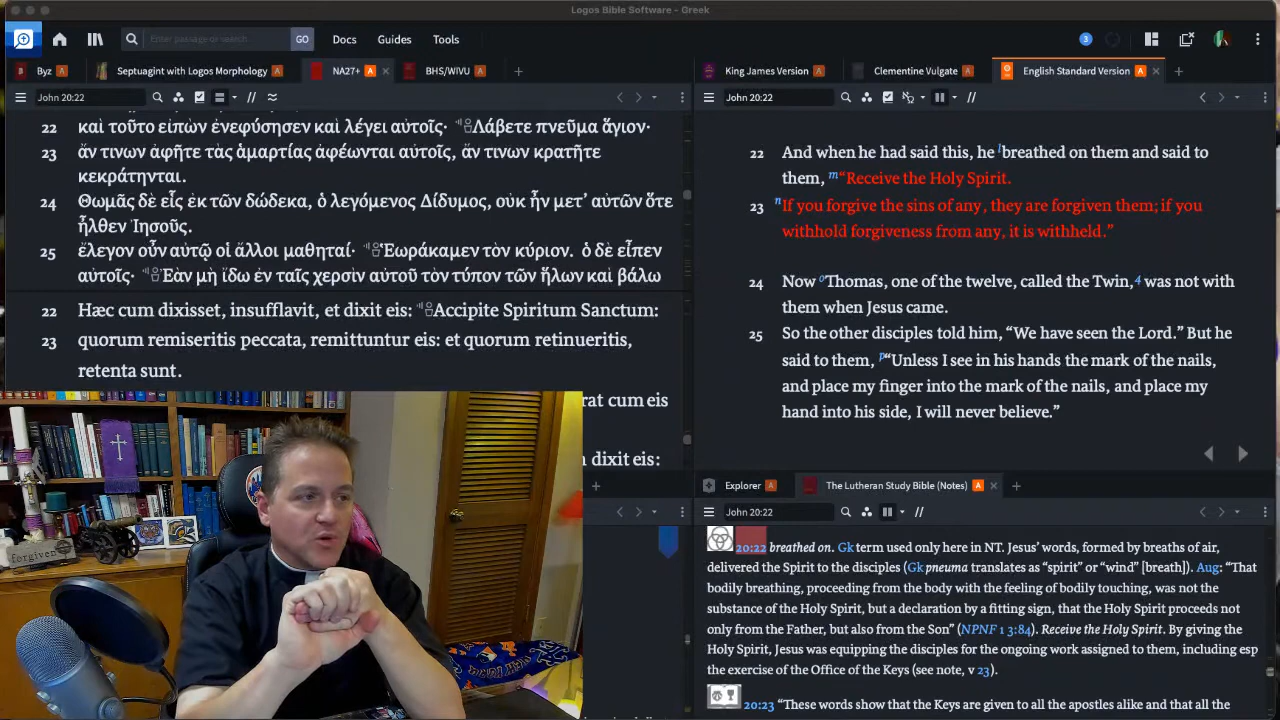 Logos Bible Software - Greek
Enter passage or search
GO
Docs
Guides
Tools
3
Byz A
Septuagint with Logos Morphology A
NA27+ A
BHS/WIVU A
John 20:22
22 καὶ τοῦτο εἰπὼν ἐνεφύσησεν καὶ λέγει αὐτοῖς· Λάβετε πνεῦμα ἅγιον·
23 ἄν τινων ἀφῆτε τὰς ἁμαρτίας ἀφέωνται αὐτοῖς, ἄν τινων κρατῆτε
κεκράτηνται.
24 Θωμᾶς δὲ εἷς ἐκ τῶν δώδεκα, ὁ λεγόμενος Δίδυμος, οὐκ ἦν μετ’ αὐτῶν ὅτε
ἦλθεν Ἰησοῦς.
25 ἔλεγον οὖν αὐτῷ οἱ ἄλλοι μαθηταί· Ἑωράκαμεν τὸν κύριον. ὁ δὲ εἶπεν
αὐτοῖς· Ἐὰν μὴ ἴδω ἐν ταῖς χερσὶν αὐτοῦ τὸν τύπον τῶν ἥλων καὶ βάλω
22 Hæc cum dixisset, insufflavit, et dixit eis: Accipite Spiritum Sanctum:
23 quorum remiseritis peccata, remittuntur eis: et quorum retinueritis,
retenta sunt.
rat cum eis
n dixit eis:
forgiven
King James Version A
Clementine Vulgate A
English Standard Version A
John 20:22
22 And when he had said this, he l breathed on them and said to
them, m “Receive the Holy Spirit.
23 n If you forgive the sins of any, they are forgiven them; if you
withhold forgiveness from any, it is withheld.”
24 Now o Thomas, one of the twelve, called the Twin, 4 was not with
them when Jesus came.
25 So the other disciples told him, “We have seen the Lord.” But he
said to them, p “Unless I see in his hands the mark of the nails,
and place my finger into the mark of the nails, and place my
hand into his side, I will never believe.”
Explorer A
The Lutheran Study Bible (Notes) A
John 20:22
20:22 breathed on. Gk term used only here in NT. Jesus’ words, formed by breaths of air,
delivered the Spirit to the disciples (Gk pneuma translates as “spirit” or “wind” [breath]). Aug: “That
bodily breathing, proceeding from the body with the feeling of bodily touching, was not the
substance of the Holy Spirit, but a declaration by a fitting sign, that the Holy Spirit proceeds not
only from the Father, but also from the Son” (NPNF 1 3:84). Receive the Holy Spirit. By giving the
Holy Spirit, Jesus was equipping the disciples for the ongoing work assigned to them, including esp
the exercise of the Office of the Keys (see note, v 23).
20:23 “These words show that the Keys are given to all the apostles alike and that all the